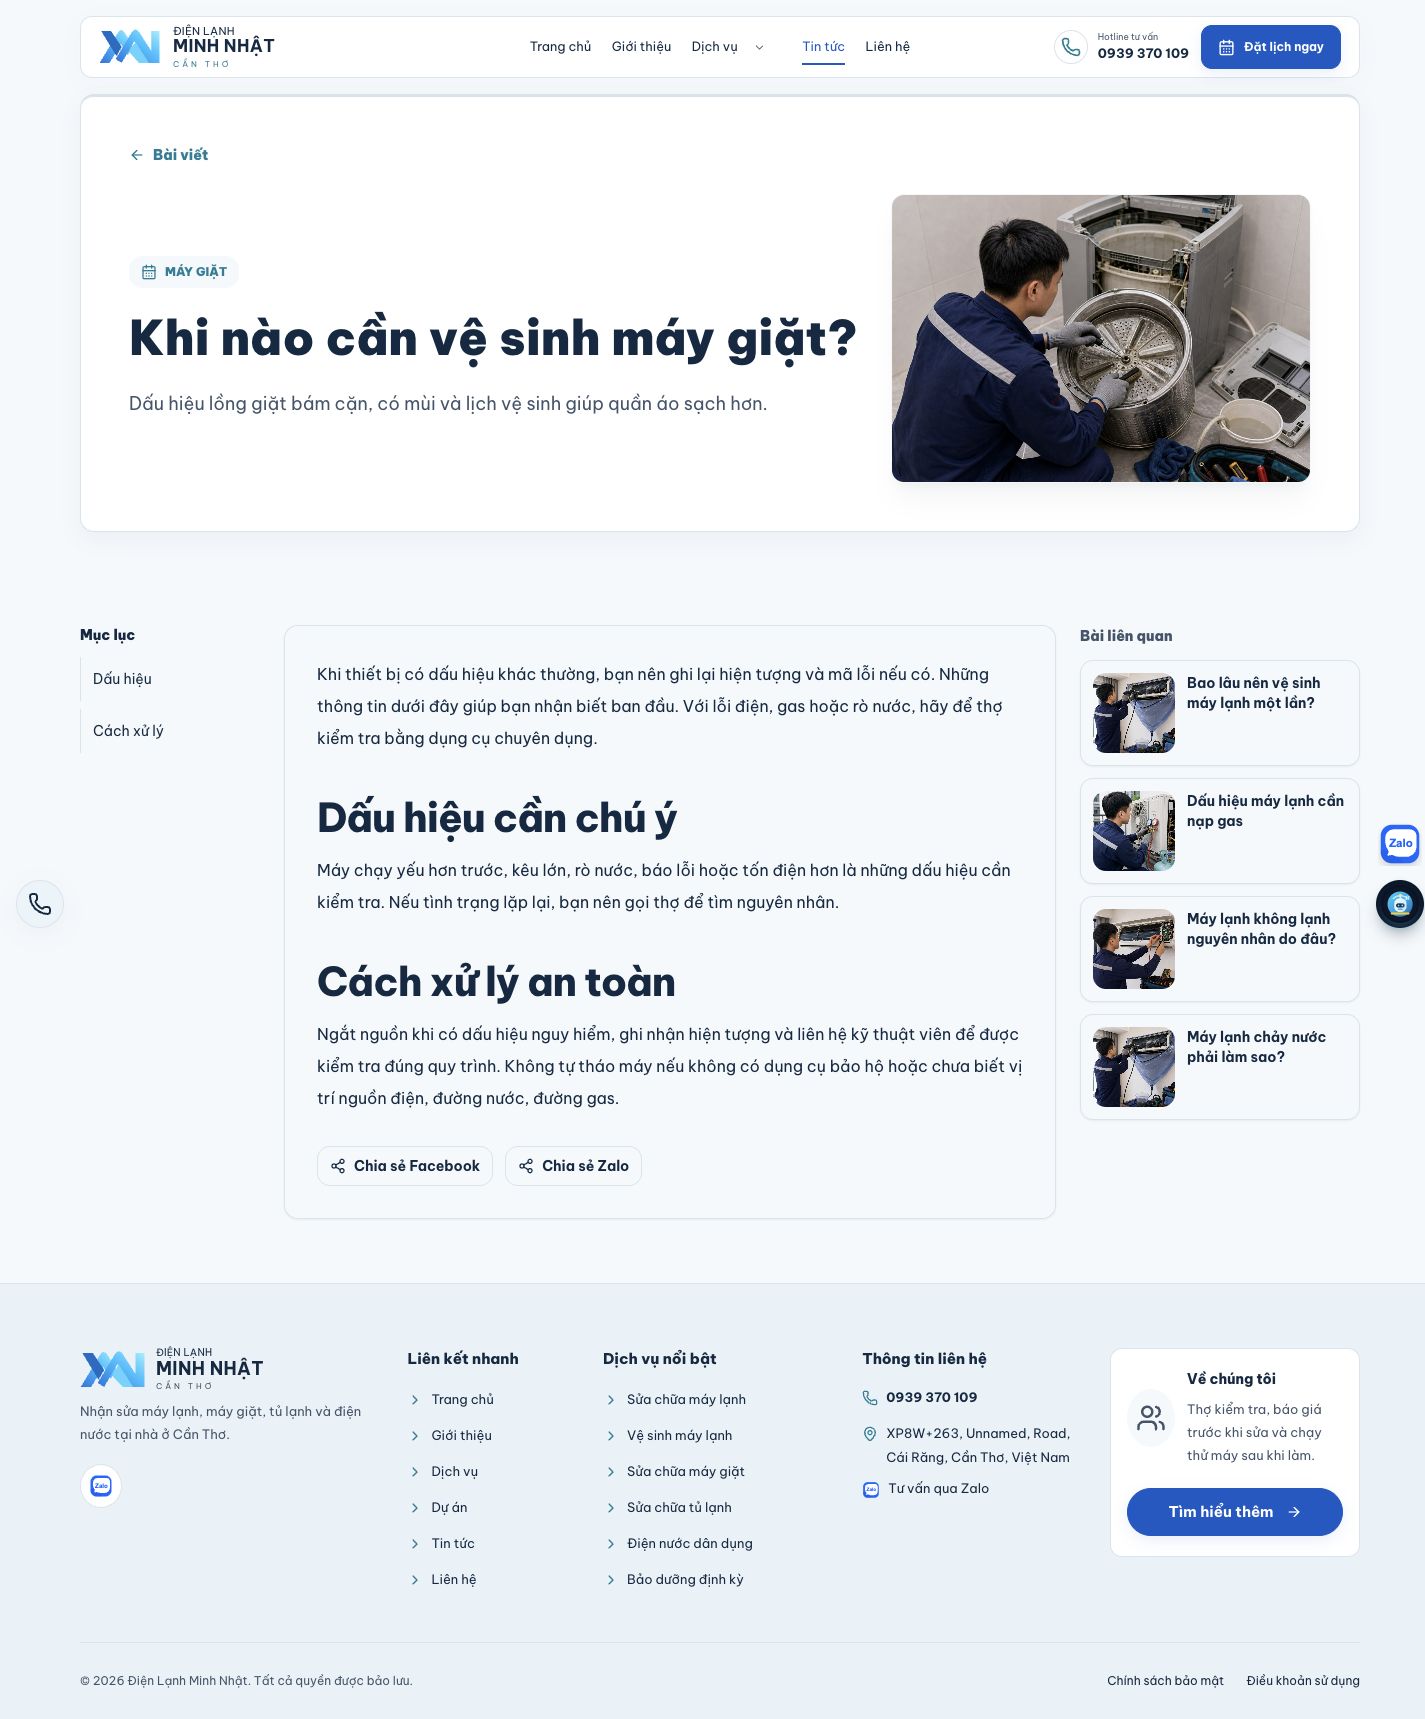 ĐIỆN LẠNH
MINH NHẬT
CẦN THƠ
Trang chủ
Giới thiệu
Dịch vụ
Tin tức
Liên hệ
Hotline tư vấn
0939 370 109
Đặt lịch ngay
Bài viết
MÁY GIẶT
Khi nào cần vệ sinh máy giặt?
Dấu hiệu lồng giặt bám cặn, có mùi và lịch vệ sinh giúp quần áo sạch hơn.
Mục lục
Dấu hiệu
Cách xử lý
Khi thiết bị có dấu hiệu khác thường, bạn nên ghi lại hiện tượng và mã lỗi nếu có. Những
thông tin dưới đây giúp bạn nhận biết ban đầu. Với lỗi điện, gas hoặc rò nước, hãy để thợ
kiểm tra bằng dụng cụ chuyên dụng.
Dấu hiệu cần chú ý
Máy chạy yếu hơn trước, kêu lớn, rò nước, báo lỗi hoặc tốn điện hơn là những dấu hiệu cần
kiểm tra. Nếu tình trạng lặp lại, bạn nên gọi thợ để tìm nguyên nhân.
Cách xử lý an toàn
Ngắt nguồn khi có dấu hiệu nguy hiểm, ghi nhận hiện tượng và liên hệ kỹ thuật viên để được
kiểm tra đúng quy trình. Không tự tháo máy nếu không có dụng cụ bảo hộ hoặc chưa biết vị
trí nguồn điện, đường nước, đường gas.
Chia sẻ Facebook
Chia sẻ Zalo
Bài liên quan
Bao lâu nên vệ sinh
máy lạnh một lần?
Dấu hiệu máy lạnh cần
nạp gas
Máy lạnh không lạnh
nguyên nhân do đâu?
Máy lạnh chảy nước
phải làm sao?
Zalo
ĐIỆN LẠNH
MINH NHẬT
CẦN THƠ
Nhận sửa máy lạnh, máy giặt, tủ lạnh và điện
nước tại nhà ở Cần Thơ.
Zalo
Liên kết nhanh
Trang chủ
Giới thiệu
Dịch vụ
Dự án
Tin tức
Liên hệ
Dịch vụ nổi bật
Sửa chữa máy lạnh
Vệ sinh máy lạnh
Sửa chữa máy giặt
Sửa chữa tủ lạnh
Điện nước dân dụng
Bảo dưỡng định kỳ
Thông tin liên hệ
0939 370 109
XP8W+263, Unnamed, Road,
Cái Răng, Cần Thơ, Việt Nam
Zalo
Tư vấn qua Zalo
Về chúng tôi
Thợ kiểm tra, báo giá
trước khi sửa và chạy
thử máy sau khi làm.
Tìm hiểu thêm
© 2026 Điện Lạnh Minh Nhật. Tất cả quyền được bảo lưu.
Chính sách bảo mật
Điều khoản sử dụng